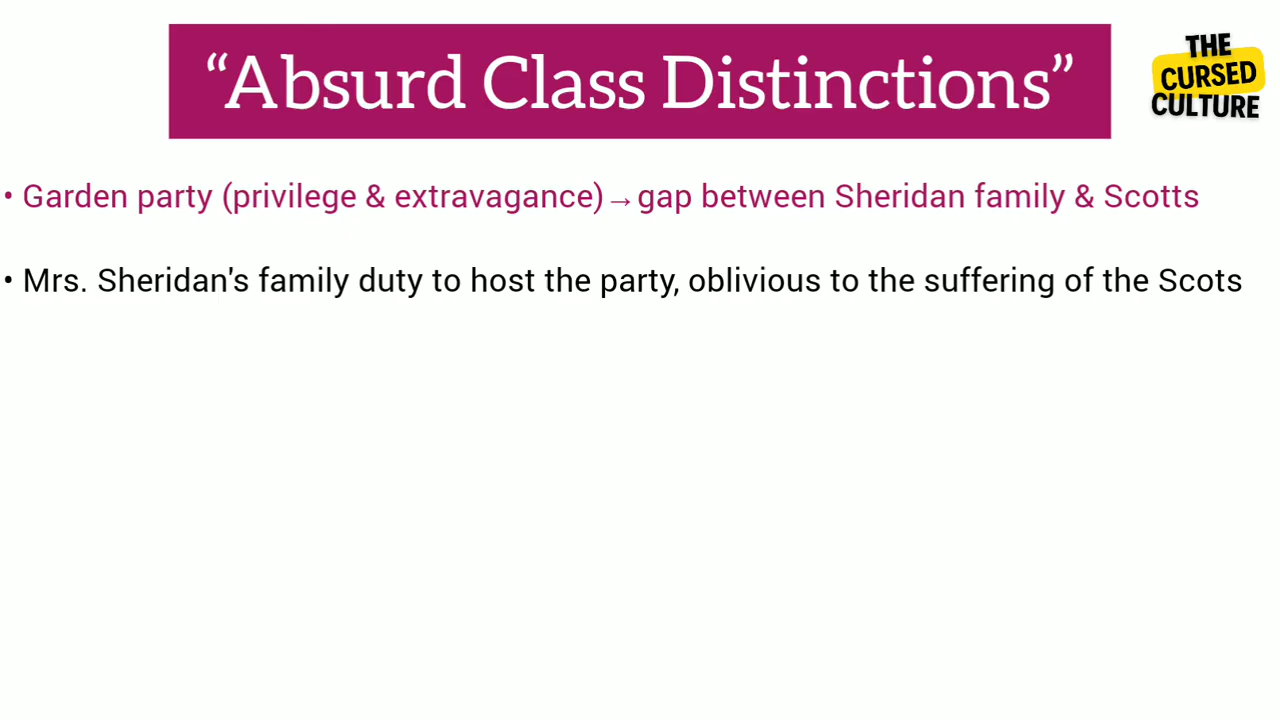 “Absurd Class Distinctions”
THE
CURSED
CULTURE
• Garden party (privilege & extravagance)→gap between Sheridan family & Scotts
• Mrs. Sheridan's family duty to host the party, oblivious to the suffering of the Scots